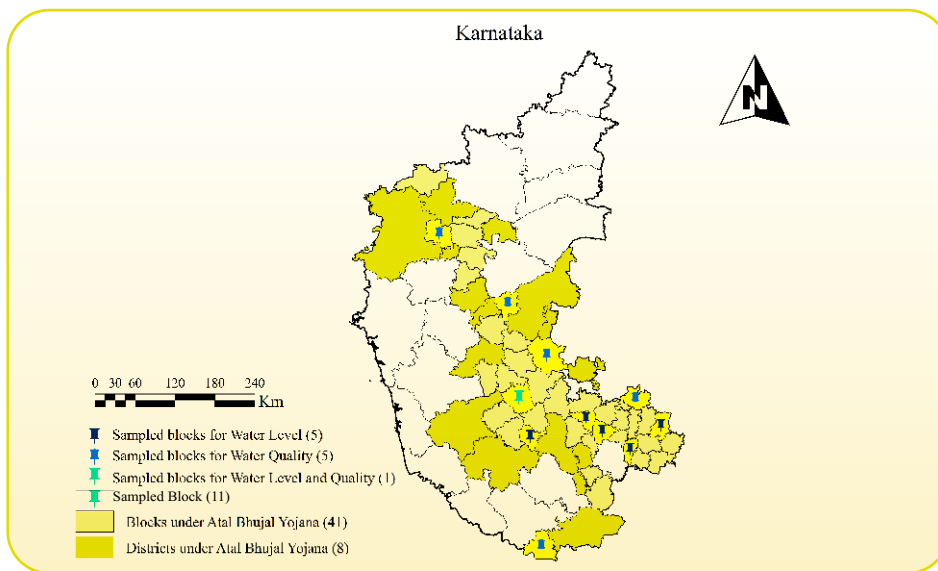 Karnataka
N
0 30 60 120 180 240
Km
Sampled blocks for Water Level (5)
Sampled blocks for Water Quality (5)
Sampled blocks for Water Level and Quality (1)
Sampled Block (11)
Blocks under Atal Bhujal Yojana (41)
Districts under Atal Bhujal Yojana (8)